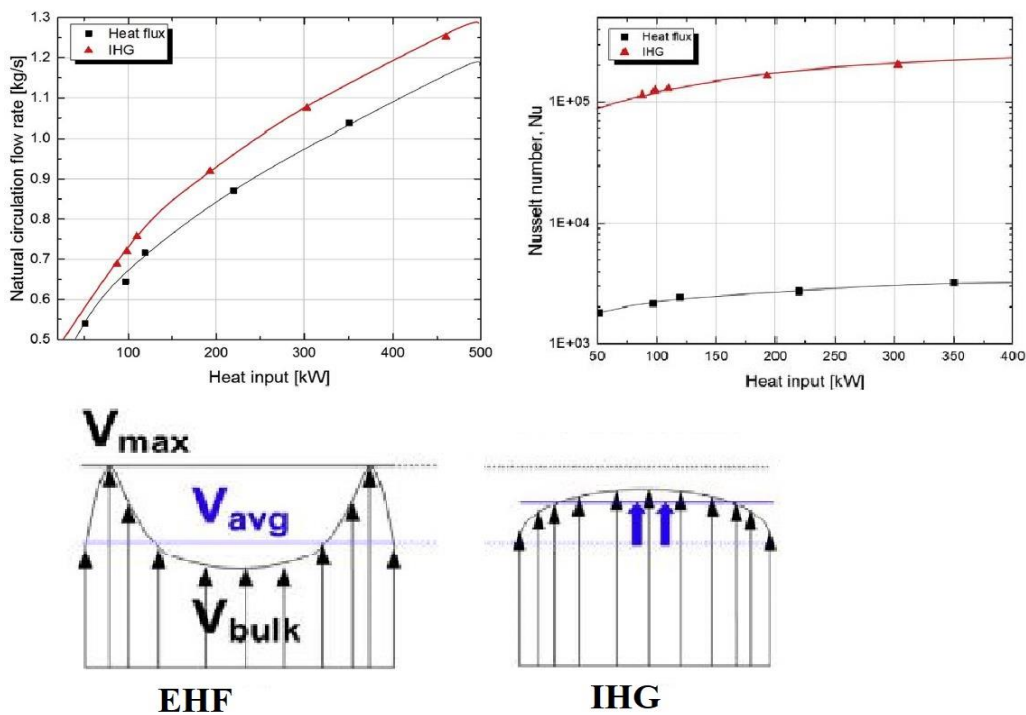 Natural circulation flow rate [kg/s]
1.3
1.2
1.1
1.0
0.9
0.8
0.7
0.6
0.5
Heat flux
IHG
100
200
300
400
500
Heat input [kW]
Nusselt number, Nu
1E+05
1E+04
1E+03
Heat flux
IHG
50
100
150
200
250
300
350
400
Heat input [kW]
Vmax
Vavg
Vbulk
EHF
IHG